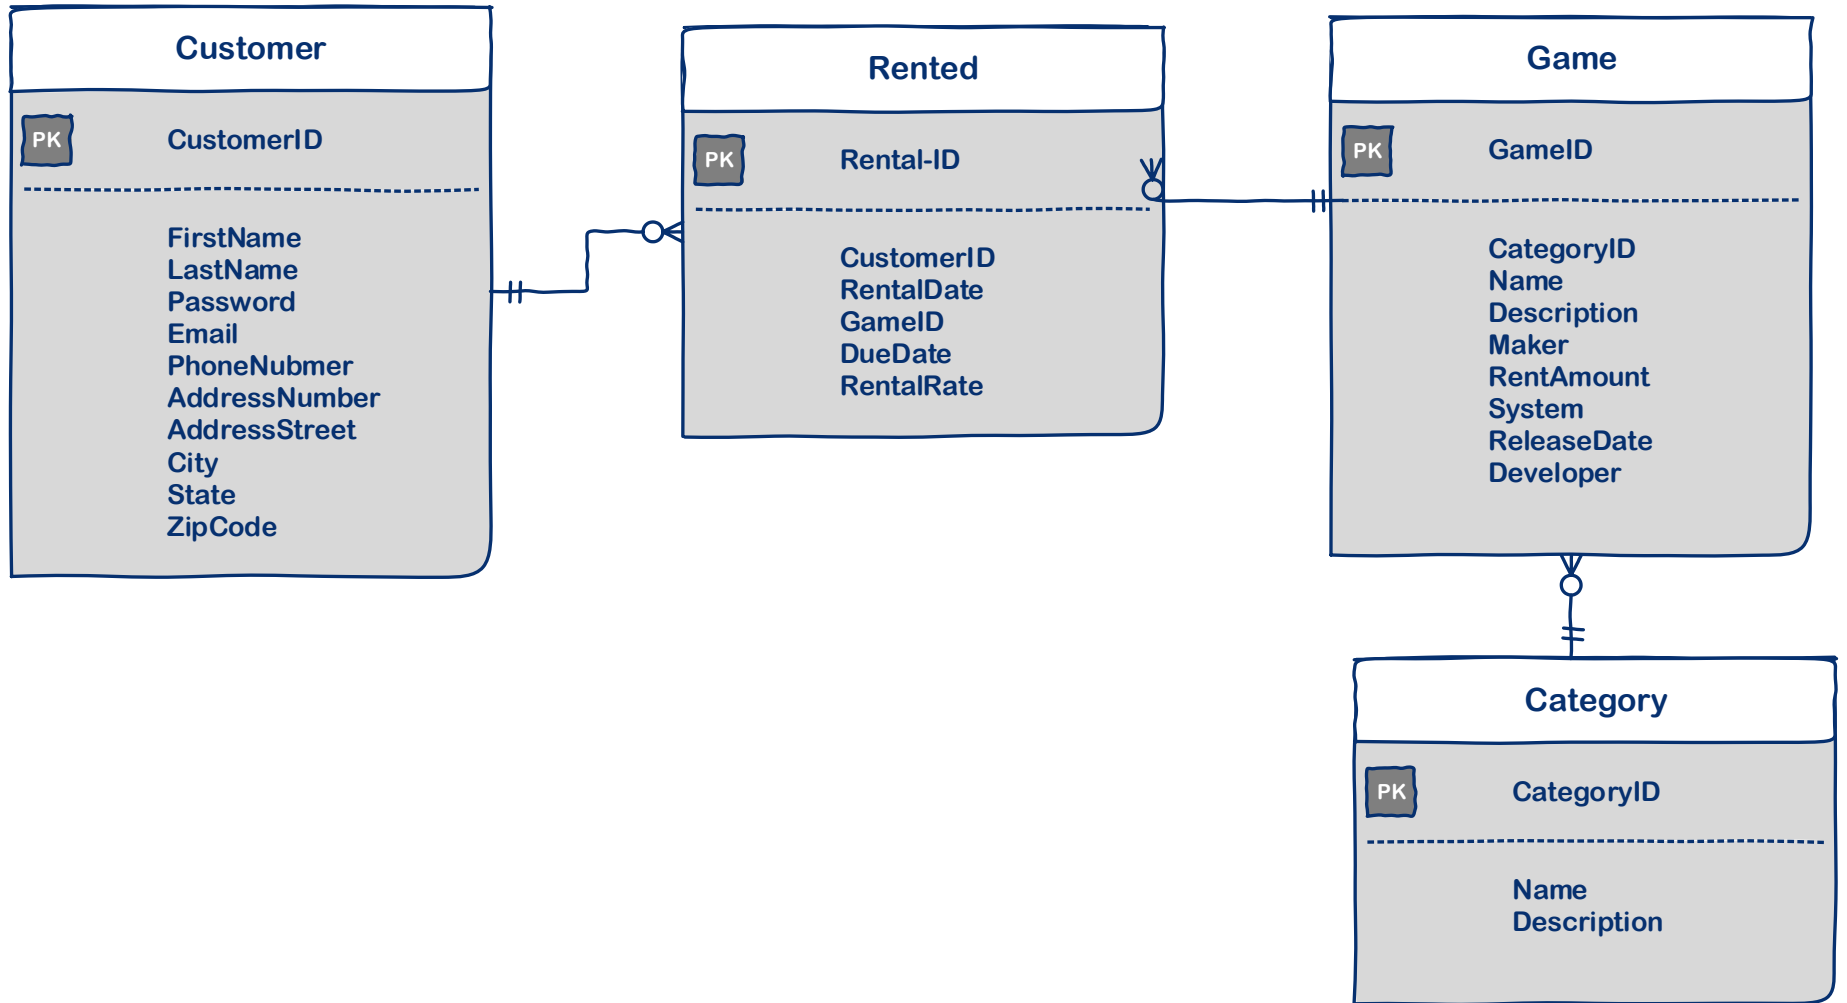 Customer
PK CustomerID
FirstName
LastName
Password
Email
PhoneNubmer
AddressNumber
AddressStreet
City
State
ZipCode
Rented
PK Rental-ID
CustomerID
RentalDate
GameID
DueDate
RentalRate
Game
PK GameID
CategoryID
Name
Description
Maker
RentAmount
System
ReleaseDate
Developer
Category
PK CategoryID
Name
Description